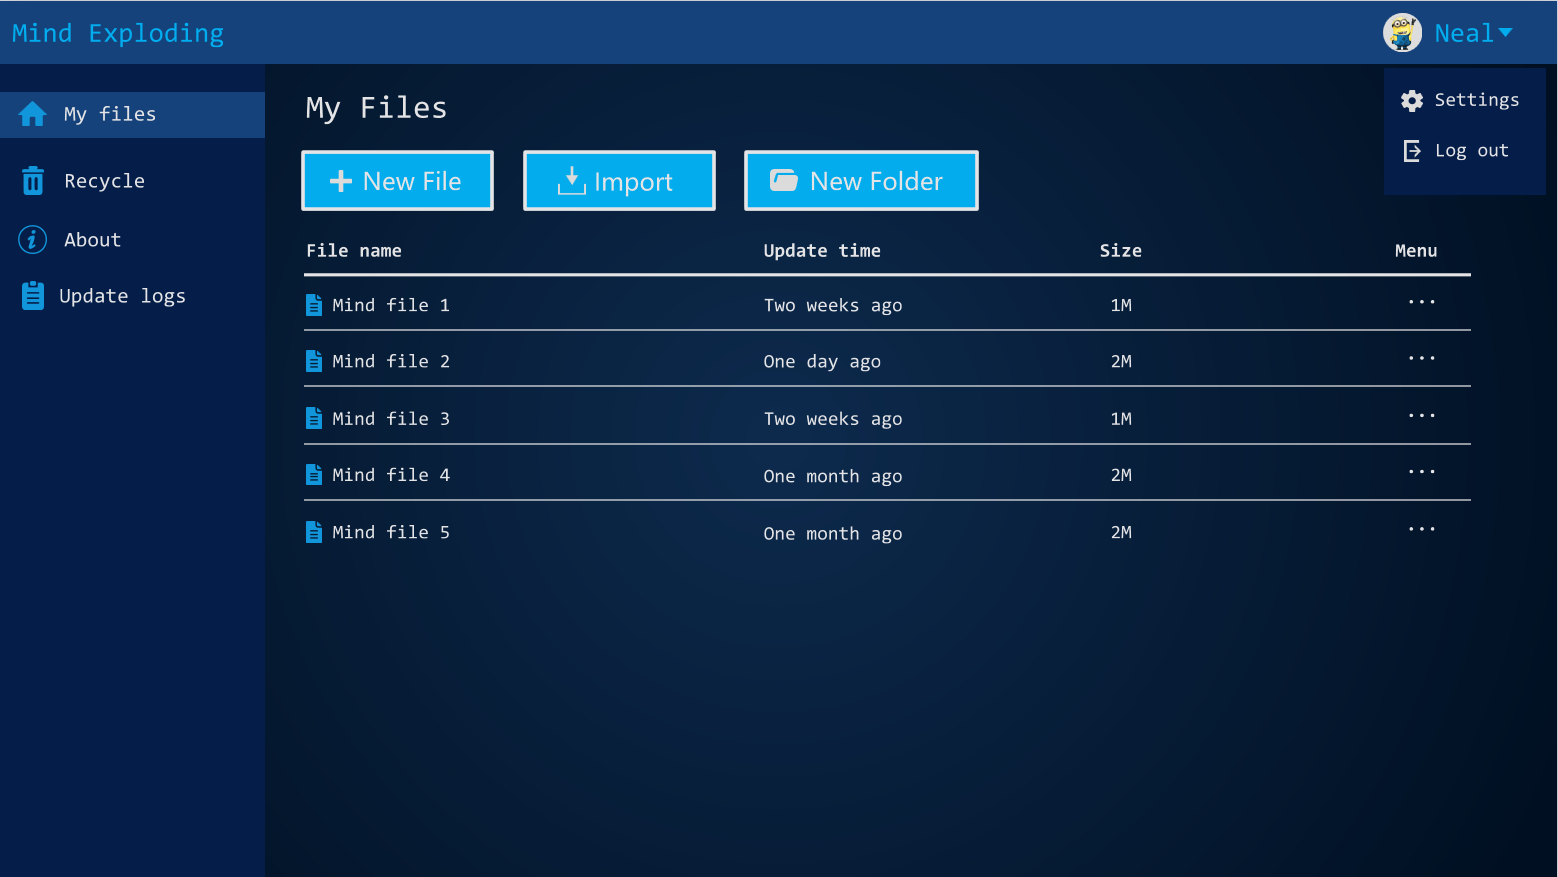 Mind Exploding
Neal
Settings
Log out
My files
Recycle
About
Update logs
My Files
New File
Import
New Folder
File name Update time Size Menu
Mind file 1 Two weeks ago 1M ...
Mind file 2 One day ago 2M ...
Mind file 3 Two weeks ago 1M ...
Mind file 4 One month ago 2M ...
Mind file 5 One month ago 2M ...